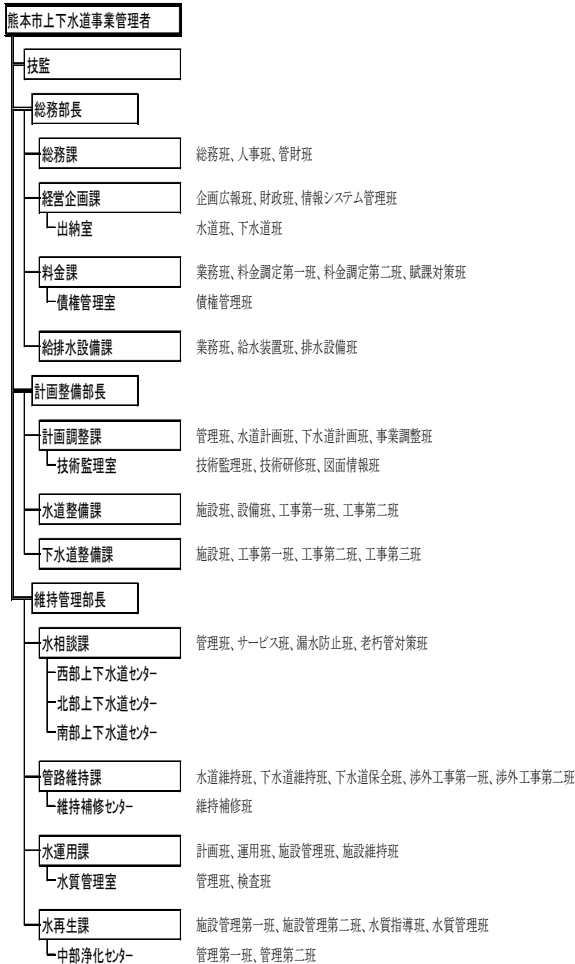 熊本市上下水道事業管理者
技監
総務部長
総務課 総務班、人事班、管財班
経営企画課 企画広報班、財政班、情報システム管理班
出納室 水道班、下水道班
料金課 業務班、料金調定第一班、料金調定第二班、賦課対策班
債権管理室 債権管理班
給排水設備課 業務班、給水装置班、排水設備班
計画整備部長
計画調整課 管理班、水道計画班、下水道計画班、事業調整班
技術監理室 技術監理班、技術研修班、図面情報班
水道整備課 施設班、設備班、工事第一班、工事第二班
下水道整備課 施設班、工事第一班、工事第二班、工事第三班
維持管理部長
水相談課 管理班、サービス班、漏水防止班、老朽管対策班
西部上下水道センター
北部上下水道センター
南部上下水道センター
管路維持課 水道維持班、下水道維持班、下水道保全班、渉外工事第一班、渉外工事第二班
維持補修センター 維持補修班
水運用課 計画班、運用班、施設管理班、施設維持班
水質管理室 管理班、検査班
水再生課 施設管理第一班、施設管理第二班、水質指導班、水質管理班
中部浄化センター 管理第一班、管理第二班